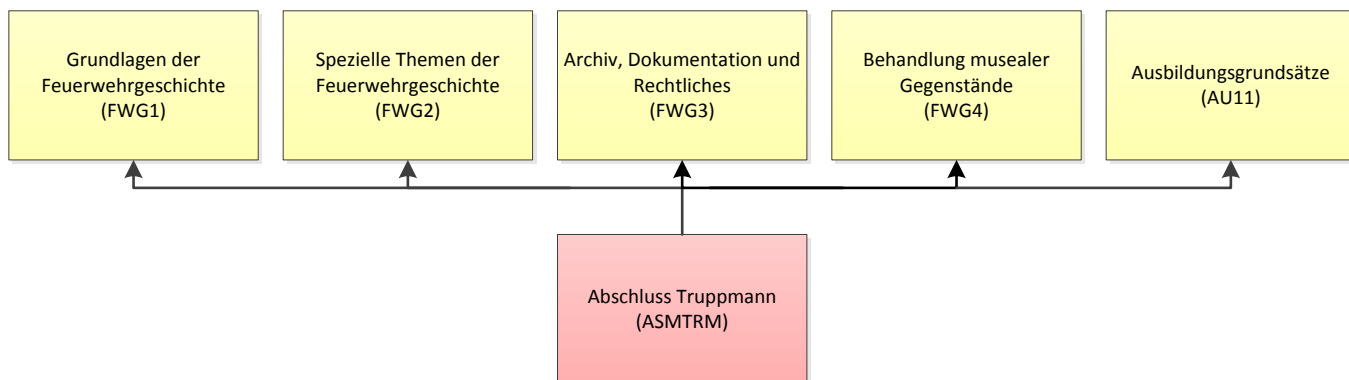 Grundlagen der
Feuerwehrgeschichte
(FWG1)
Spezielle Themen der
Feuerwehrgeschichte
(FWG2)
Archiv, Dokumentation und
Rechtliches
(FWG3)
Behandlung musealer
Gegenstände
(FWG4)
Ausbildungsgrundsätze
(AU11)
Abschluss Truppmann
(ASMTRM)